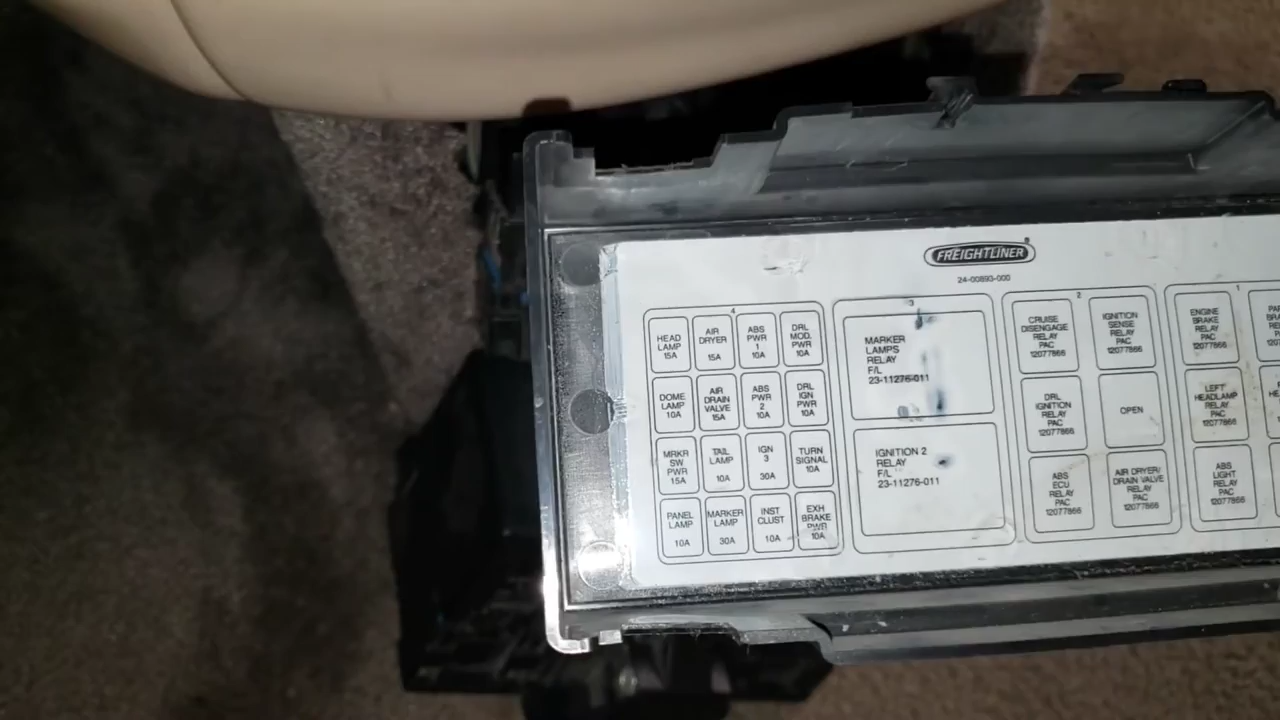 FREIGHTLINER
24-00893-000
4
HEAD
LAMP
15A
AIR
DRYER
15A
ABS
PWR
1
10A
DRL
MOD.
PWR
10A
DOME
LAMP
10A
AIR
DRAIN
VALVE
15A
ABS
PWR
2
10A
DRL
IGN
PWR
10A
MRKR
SW
PWR
15A
TAIL
LAMP
10A
IGN
3
30A
TURN
SIGNAL
10A
PANEL
LAMP
10A
MARKER
LAMP
30A
INST
CLUST
10A
EXH
BRAKE
PWR
10A
3
MARKER
LAMPS
RELAY
F/L
23-11276-011
IGNITION 2
RELAY
F/L
23-11276-011
2
CRUISE
DISENGAGE
RELAY
PAC
12077866
IGNITION
SENSE
RELAY
PAC
12077866
DRL
IGNITION
RELAY
PAC
12077866
OPEN
ABS
ECU
RELAY
PAC
12077866
AIR DRYER/
DRAIN VALVE
RELAY
PAC
12077866
1
ENGINE
BRAKE
RELAY
PAC
12077866
LEFT
HEADLAMP
RELAY
PAC
12077866
ABS
LIGHT
RELAY
PAC
12077866